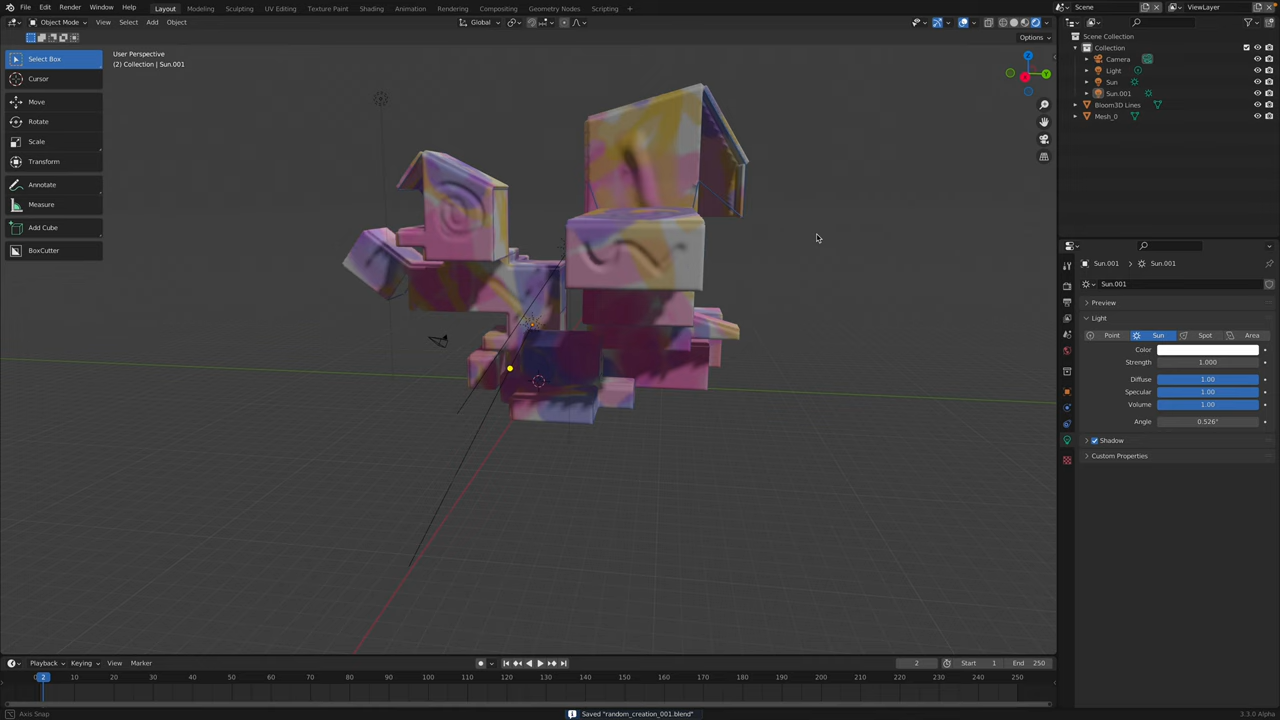 File Edit Render Window Help Layout Modeling Sculpting UV Editing Texture Paint Shading Animation Rendering Compositing Geometry Nodes Scripting Scene ViewLayer
Object Mode View Select Add Object Global
Options
User Perspective
(2) Collection | Sun.001
Select Box
Cursor
Move
Rotate
Scale
Transform
Annotate
Measure
Add Cube
BoxCutter
Z
Y
Scene Collection
Collection
Camera
Light
Sun
Sun.001
Bloom3D Lines
Mesh_0
Sun.001 Sun.001
Sun.001
Preview
Light
Point Sun Spot Area
Color
Strength 1.000
Diffuse 1.00
Specular 1.00
Volume 1.00
Angle 0.526°
Shadow
Custom Properties
Playback Keying View Marker 2 Start 1 End 250
2 10 20 30 40 50 60 70 80 90 100 110 120 130 140 150 160 170 180 190 200 210 220 230 240 250
Axis Snap Saved "random_creation_001.blend" 3.3.0 Alpha